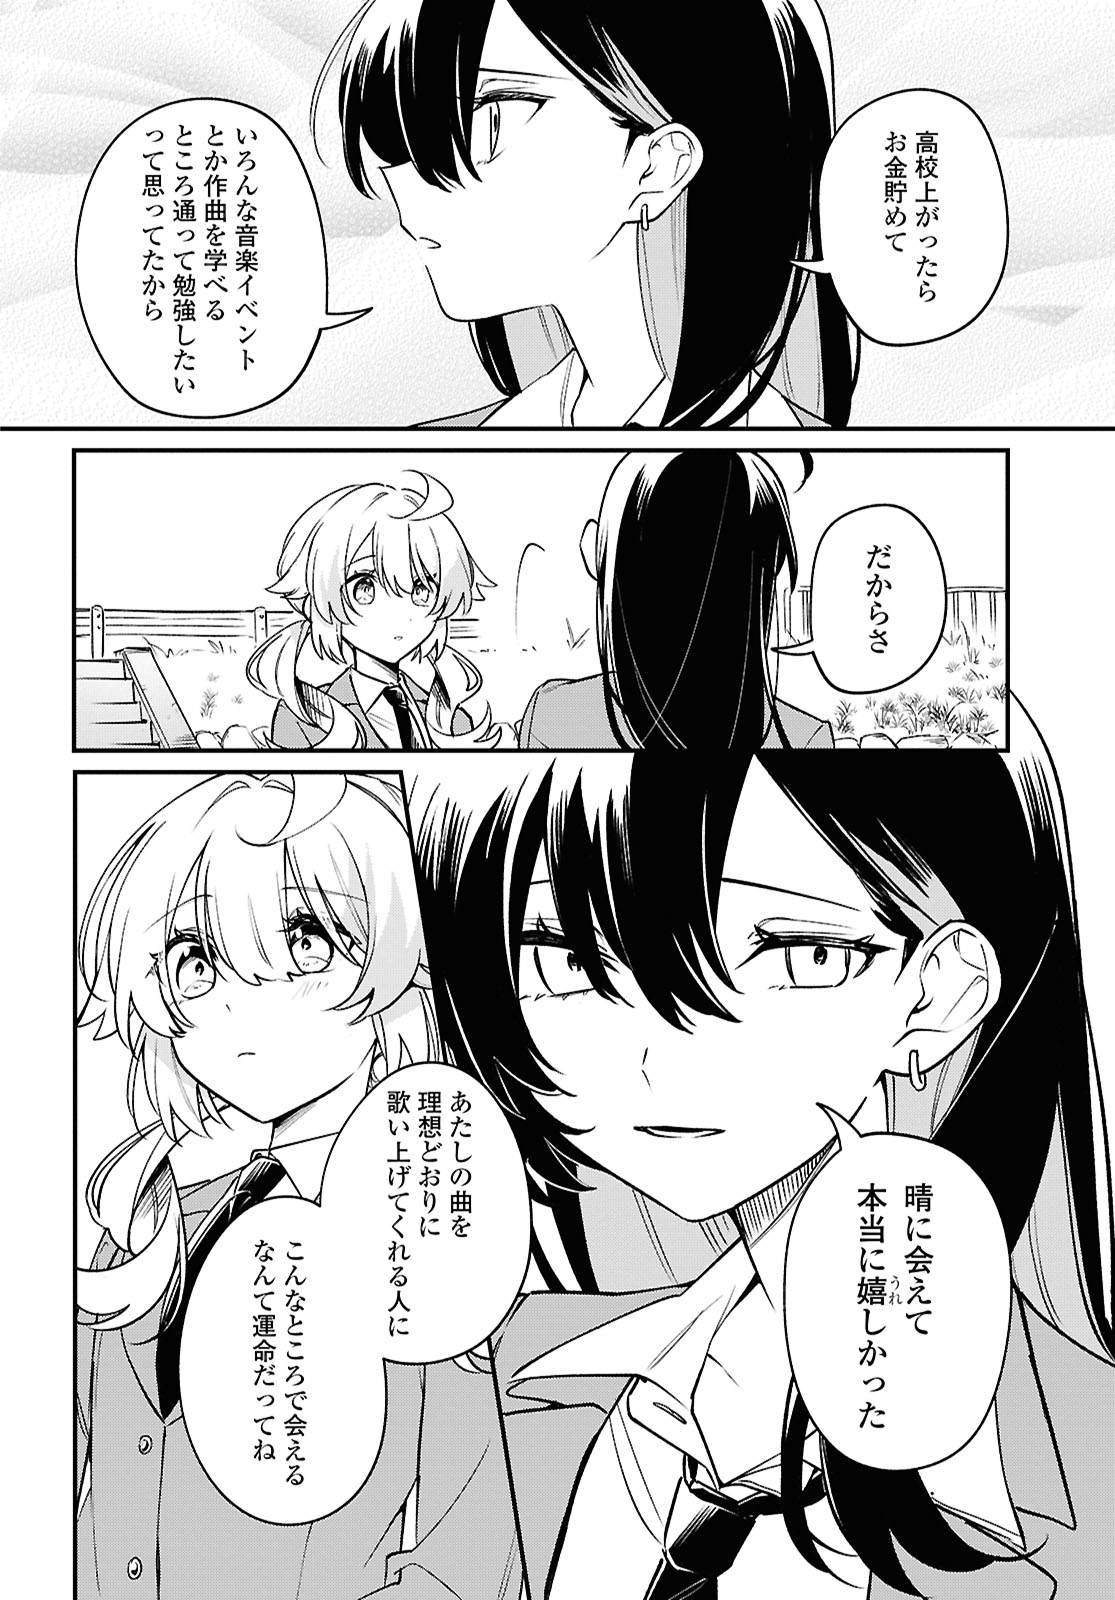 高校上がったら
お金貯めて
いろんな音楽イベント
とか作曲を学べる
ところ通って勉強したい
って思ってたから
だからさ
晴に会えて
本当に嬉しかった
うれ
あたしの曲を
理想どおりに
歌い上げてくれる人に
こんなところで会える
なんて運命だってね